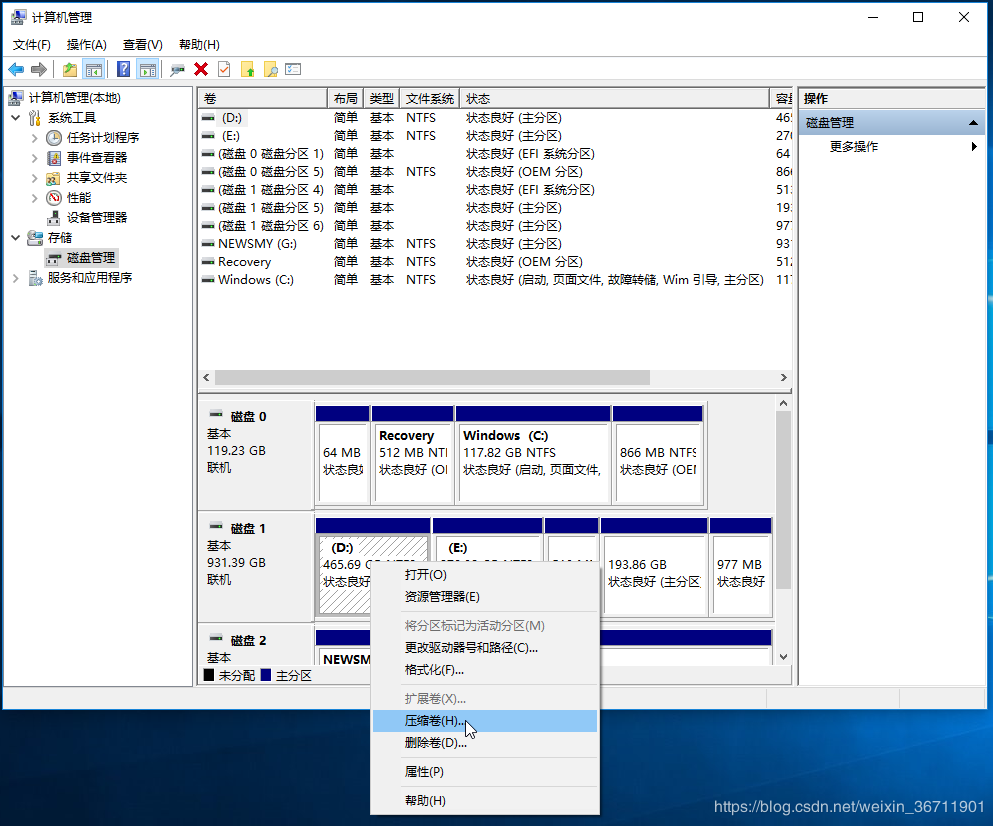 计算机管理
文件(F) 操作(A) 查看(V) 帮助(H)
计算机管理(本地)
系统工具
任务计划程序
事件查看器
共享文件夹
性能
设备管理器
存储
磁盘管理
服务和应用程序
卷 布局 类型 文件系统 状态 容量
(D:) 简单 基本 NTFS 状态良好 (主分区) 465
(E:) 简单 基本 NTFS 状态良好 (主分区) 270
(磁盘 0 磁盘分区 1) 简单 基本 状态良好 (EFI 系统分区) 64
(磁盘 0 磁盘分区 5) 简单 基本 NTFS 状态良好 (OEM 分区) 866
(磁盘 1 磁盘分区 4) 简单 基本 状态良好 (EFI 系统分区) 513
(磁盘 1 磁盘分区 5) 简单 基本 状态良好 (主分区) 193
(磁盘 1 磁盘分区 6) 简单 基本 状态良好 (主分区) 977
NEWSMY (G:) 简单 基本 NTFS 状态良好 (主分区) 931
Recovery 简单 基本 NTFS 状态良好 (OEM 分区) 512
Windows (C:) 简单 基本 NTFS 状态良好 (启动, 页面文件, 故障转储, Wim 引导, 主分区) 117
操作
磁盘管理
更多操作
磁盘 0
基本
119.23 GB
联机
64 MB
状态良好
Recovery
512 MB NTF
状态良好 (OE
Windows (C:)
117.82 GB NTFS
状态良好 (启动, 页面文件,
866 MB NTFS
状态良好 (OEM
磁盘 1
基本
931.39 GB
联机
(D:)
465.69
状态良好
(E:)
193.86 GB
状态良好 (主分区
977 MB
状态良好
磁盘 2
基本
NEWSM
未分配 主分区
打开(O)
资源管理器(E)
将分区标记为活动分区(M)
更改驱动器号和路径(C)...
格式化(F)...
扩展卷(X)...
压缩卷(H)...
删除卷(D)...
属性(P)
帮助(H)
https://blog.csdn.net/weixin_36711901